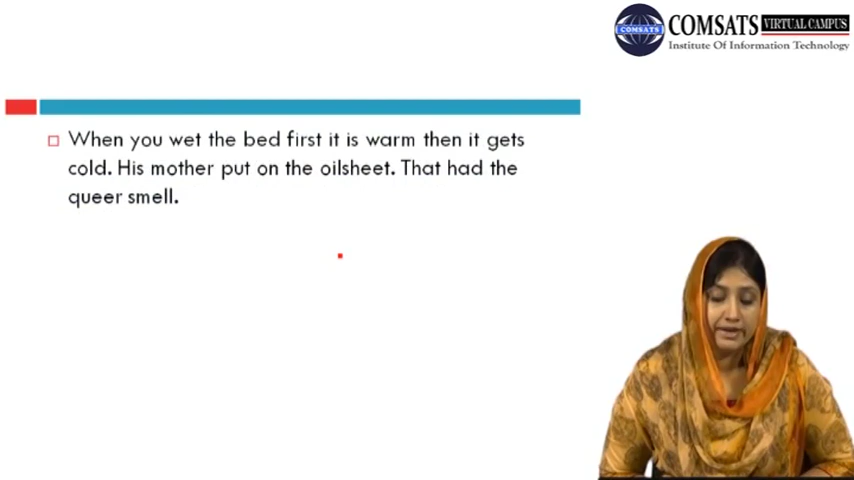 COMSATS VIRTUAL CAMPUS
COMSATS
Institute Of Information Technology
When you wet the bed first it is warm then it gets
cold. His mother put on the oilsheet. That had the
queer smell.